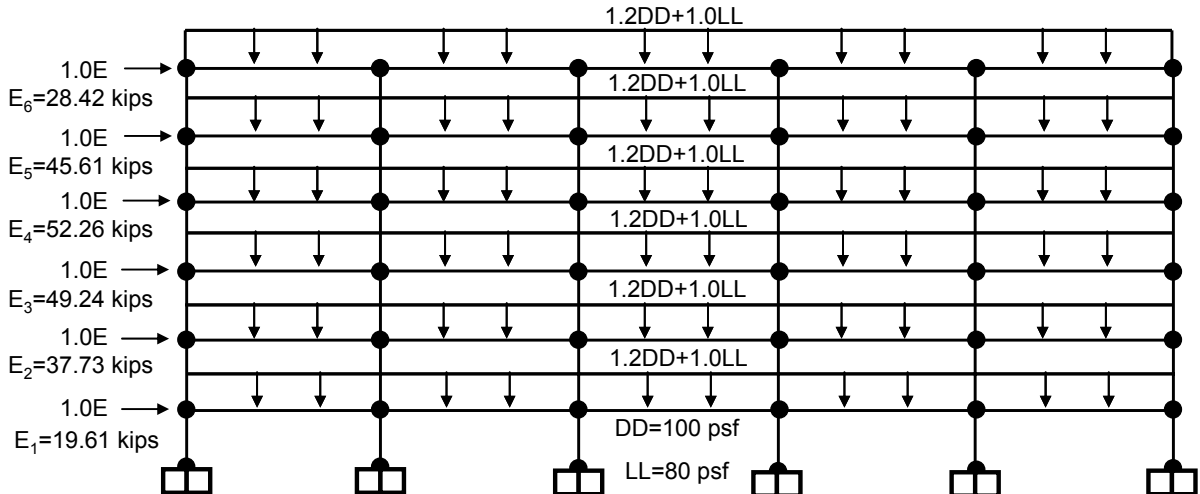 1.2DD+1.0LL
1.0E
E₆=28.42 kips
1.2DD+1.0LL
1.0E
E₅=45.61 kips
1.2DD+1.0LL
1.0E
E₄=52.26 kips
1.2DD+1.0LL
1.0E
E₃=49.24 kips
1.2DD+1.0LL
1.0E
E₂=37.73 kips
1.2DD+1.0LL
1.0E
E₁=19.61 kips
DD=100 psf
LL=80 psf